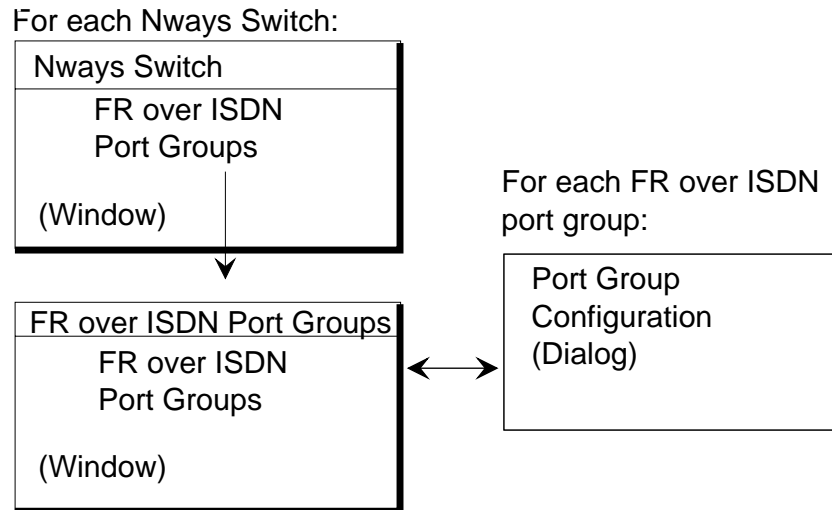 For each Nways Switch:
Nways Switch
FR over ISDN
Port Groups
(Window)
FR over ISDN Port Groups
FR over ISDN
Port Groups
(Window)
For each FR over ISDN
port group:
Port Group
Configuration
(Dialog)